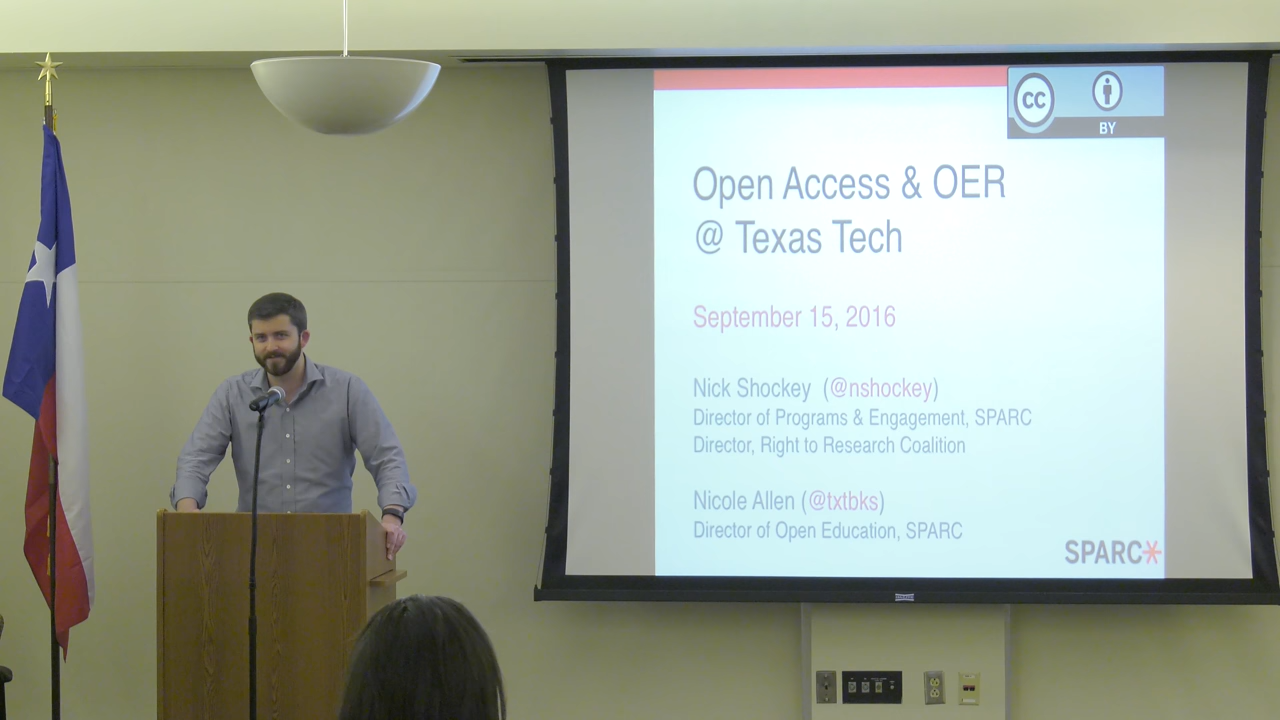 CC
BY
Open Access & OER
@ Texas Tech
September 15, 2016
Nick Shockey (@nshockey)
Director of Programs & Engagement, SPARC
Director, Right to Research Coalition
Nicole Allen (@txtbks)
Director of Open Education, SPARC
SPARC*